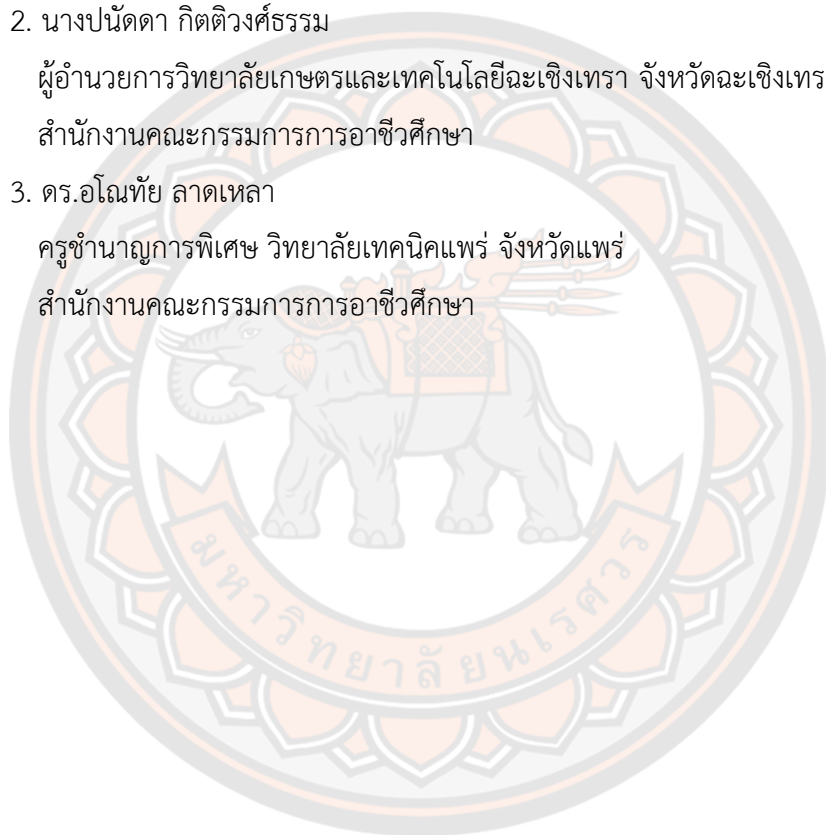 2. นางปนัดดา กิตติวงศ์ธรรม
ผู้อำนวยการวิทยาลัยเกษตรและเทคโนโลยีฉะเชิงเทรา จังหวัดฉะเชิงเทร
สำนักงานคณะกรรมการการอาชีวศึกษา
3. ดร.อโณทัย ลาดเหลา
ครูชำนาญการพิเศษ วิทยาลัยเทคนิคแพร่ จังหวัดแพร่
สำนักงานคณะกรรมการการอาชีวศึกษา
มหาวิทยาลัยนเรศวร